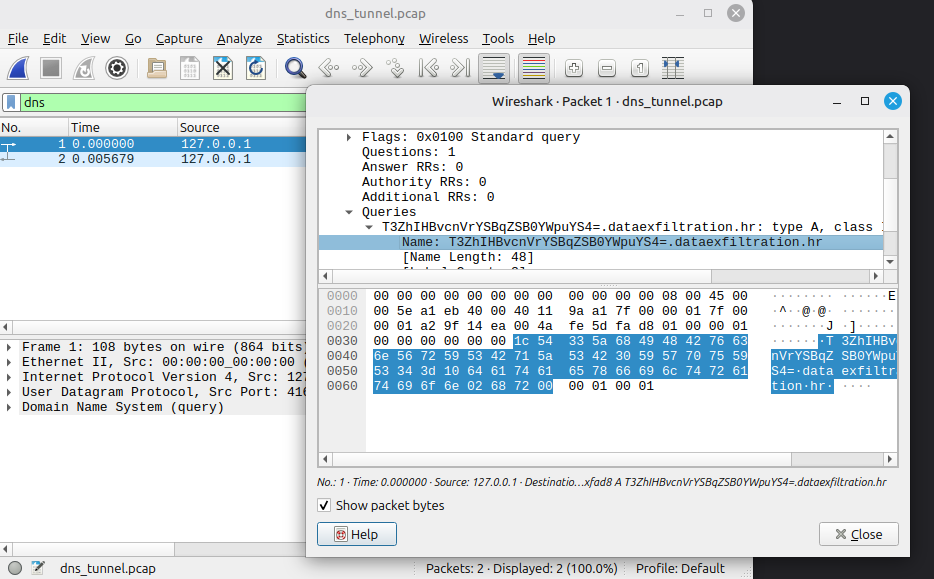 dns_tunnel.pcap
File Edit View Go Capture Analyze Statistics Telephony Wireless Tools Help
dns
No. Time Source
1 0.000000 127.0.0.1
2 0.005679 127.0.0.1
Frame 1: 108 bytes on wire (864 bits
Ethernet II, Src: 00:00:00_00:00:00
Internet Protocol Version 4, Src: 127
User Datagram Protocol, Src Port: 416
Domain Name System (query)
Wireshark · Packet 1 · dns_tunnel.pcap
Flags: 0x0100 Standard query
Questions: 1
Answer RRs: 0
Authority RRs: 0
Additional RRs: 0
Queries
T3ZhIHBvcnVrYSBqZSB0YWpuYS4=.dataexfiltration.hr: type A, class
Name: T3ZhIHBvcnVrYSBqZSB0YWpuYS4=.dataexfiltration.hr
[Name Length: 48]
0000 00 00 00 00 00 00 00 00 00 00 00 00 08 00 45 00 ········ ······E
0010 00 5e a1 eb 40 00 40 11 9a a1 7f 00 00 01 7f 00 ·^··@·@· ········
0020 00 01 a2 9f 14 ea 00 4a fe 5d fa d8 01 00 00 01 ·······J ·]······
0030 00 00 00 00 00 00 1c 54 33 5a 68 49 48 42 76 63 ·······T 3ZhIHBv
0040 6e 56 72 59 53 42 71 5a 53 42 30 59 57 70 75 59 nVrYSBqZ SB0YWpu
0050 53 34 3d 10 64 61 74 61 65 78 66 69 6c 74 72 61 S4=·data exfiltr
0060 74 69 6f 6e 02 68 72 00 00 01 00 01 tion·hr· ····
No.: 1 · Time: 0.000000 · Source: 127.0.0.1 · Destinatio…xfad8 A T3ZhIHBvcnVrYSBqZSB0YWpuYS4=.dataexfiltration.hr
Show packet bytes
Help
Close
dns_tunnel.pcap
Packets: 2 · Displayed: 2 (100.0%)
Profile: Default